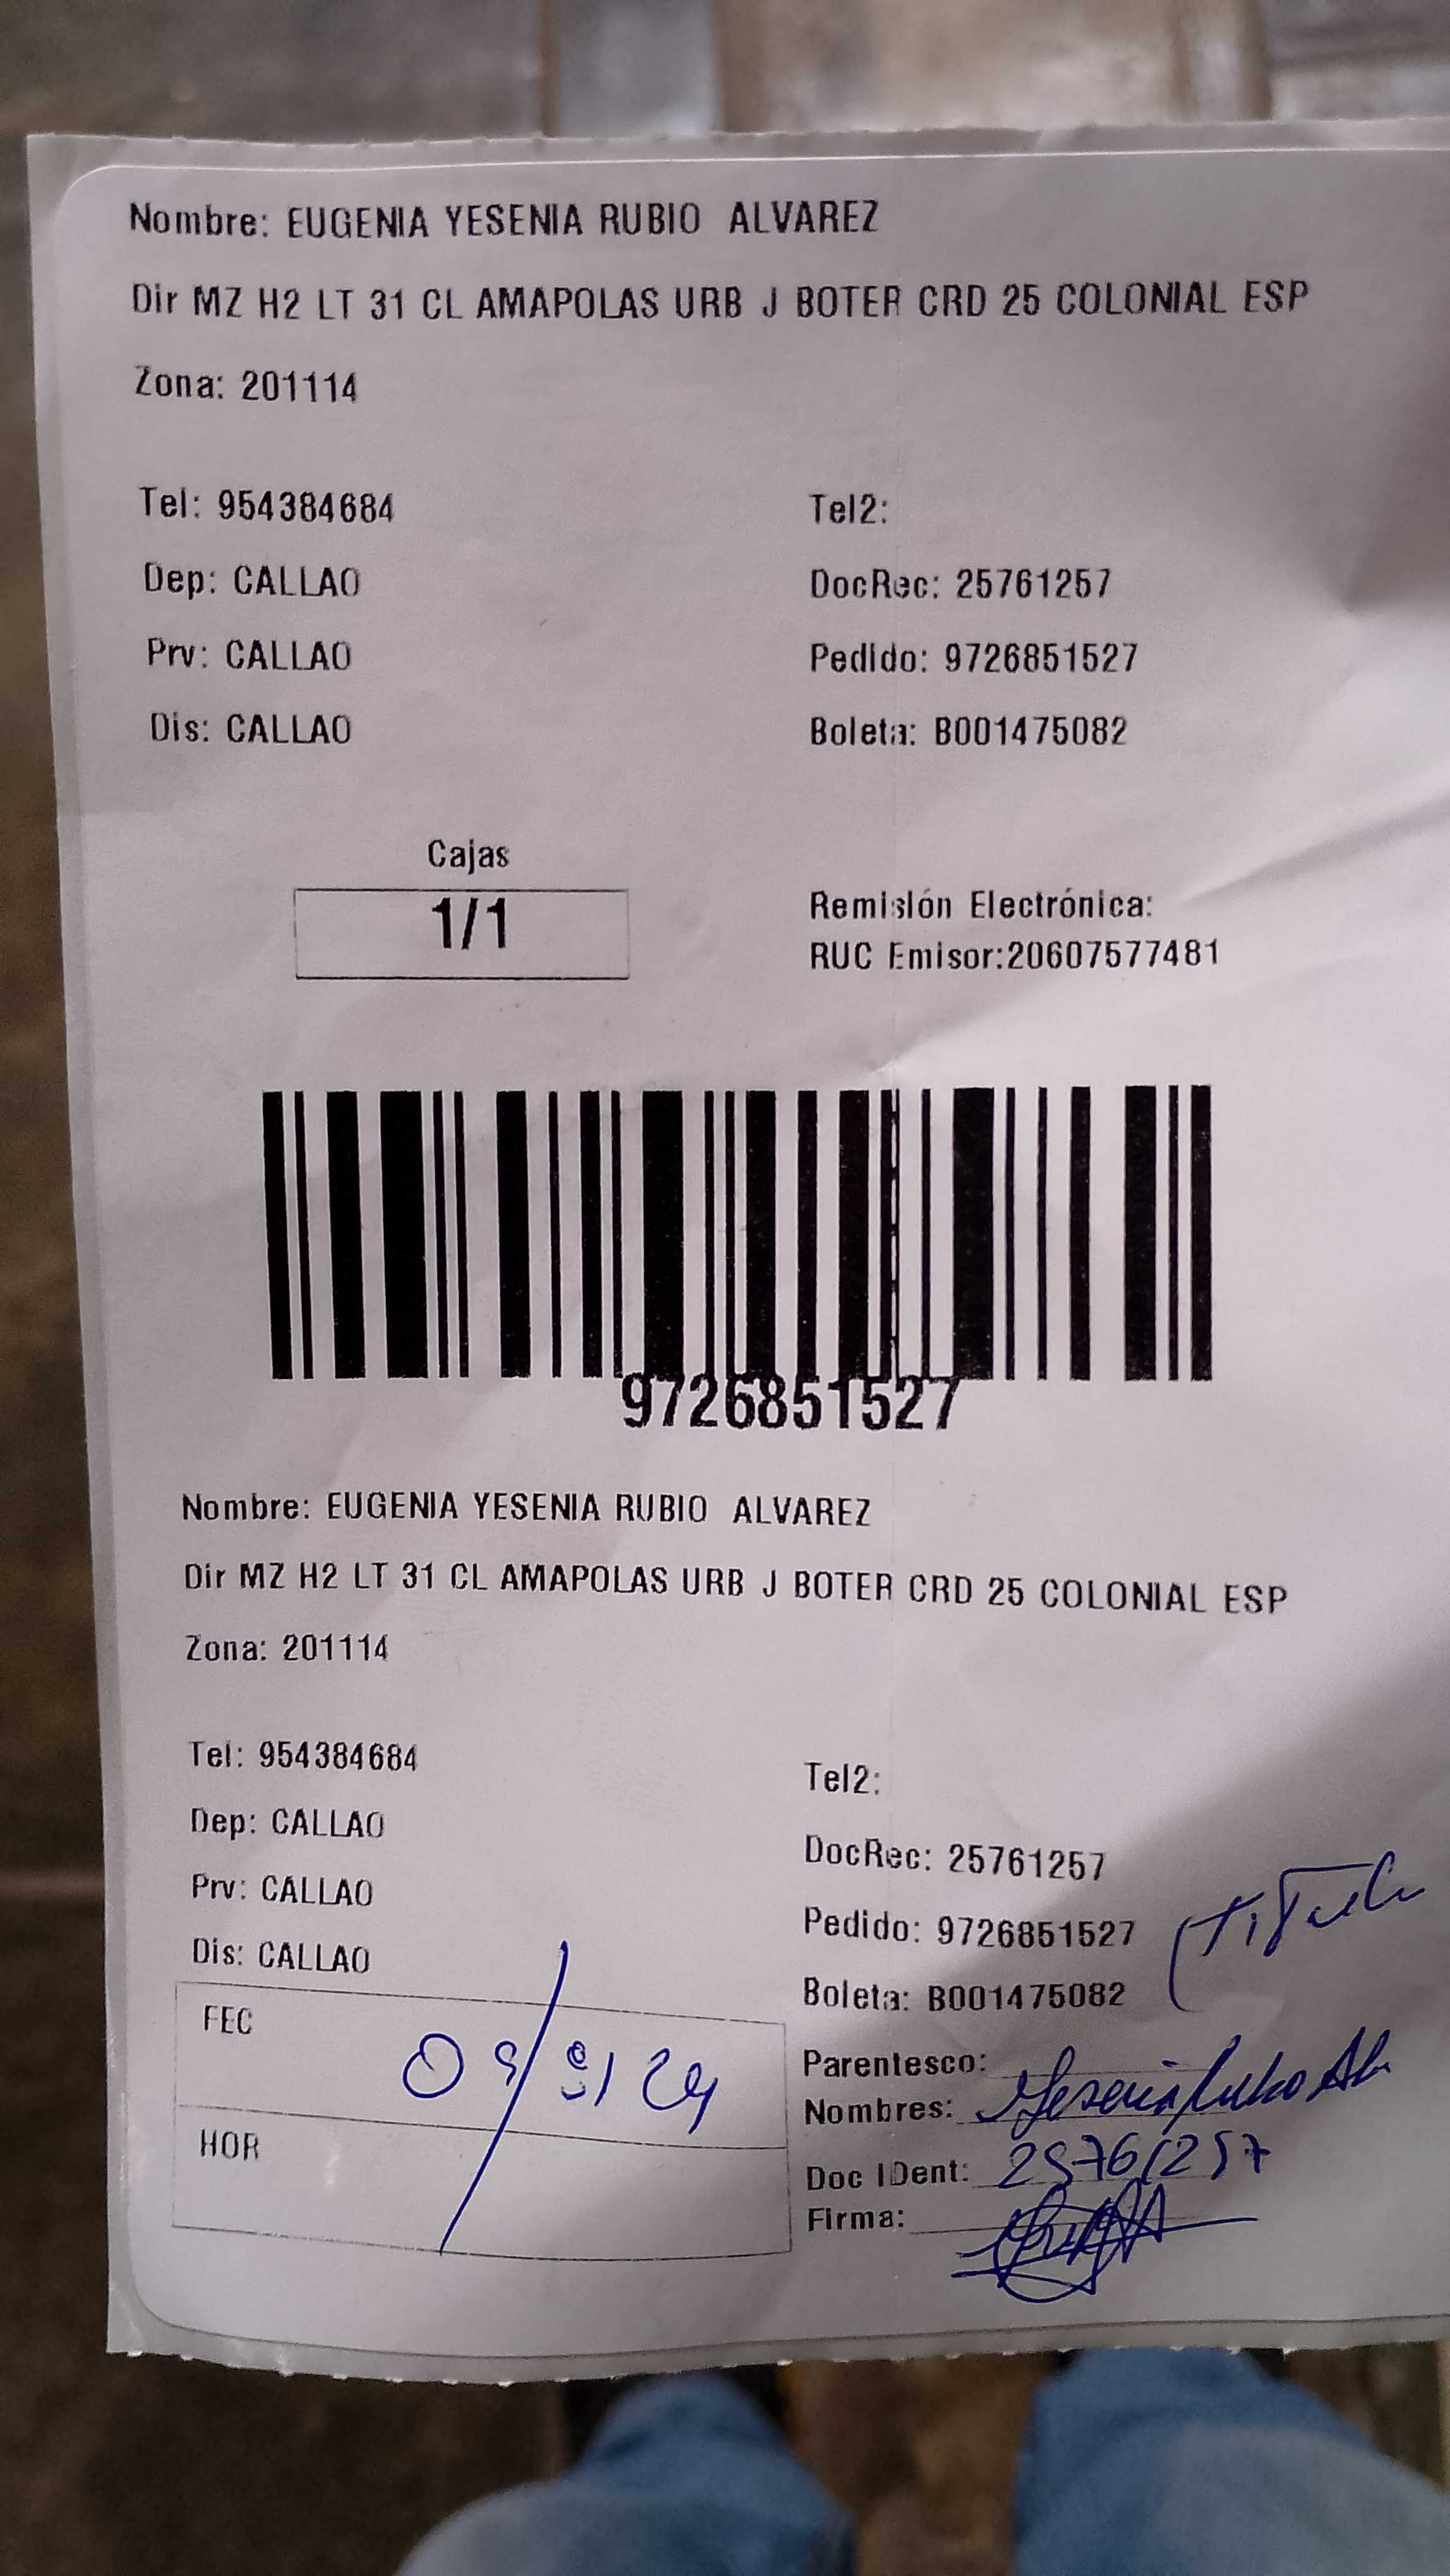 Nombre: EUGENIA YESENIA RUBIO ALVAREZ
Dir MZ H2 LT 31 CL AMAPOLAS URB J BOTER CRD 25 COLONIAL ESP
Zona: 201114
Tel: 954384684
Tel2:
Dep: CALLAO
DocRec: 25761257
Prv: CALLAO
Pedido: 9726851527
Dis: CALLAO
Boleta: B001475082
Cajas
1/1
Remisión Electrónica:
RUC Emisor:20607577481
9726851527
Nombre: EUGENIA YESENIA RUBIO ALVAREZ
Dir MZ H2 LT 31 CL AMAPOLAS URB J BOTER CRD 25 COLONIAL ESP
Zona: 201114
Tel: 954384684
Tel2:
Dep: CALLAO
DocRec: 25761257
Prv: CALLAO
Pedido: 9726851527
Dis: CALLAO
Boleta: B001475082
FEC
HOR
Parentesco:
Nombres: Yesenia Rubio
Doc IDent: 25761257
Firma: